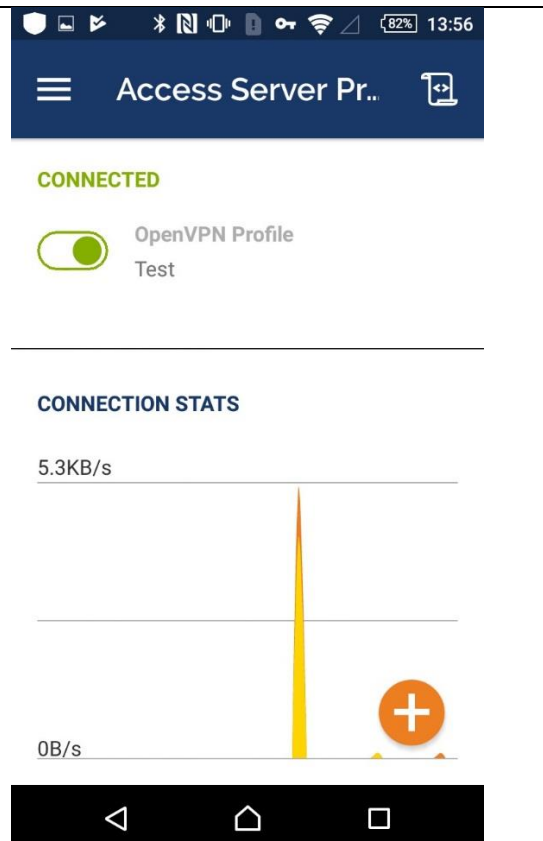 82% 13:56
Access Server Pr...
CONNECTED
OpenVPN Profile
Test
CONNECTION STATS
5.3KB/s
0B/s